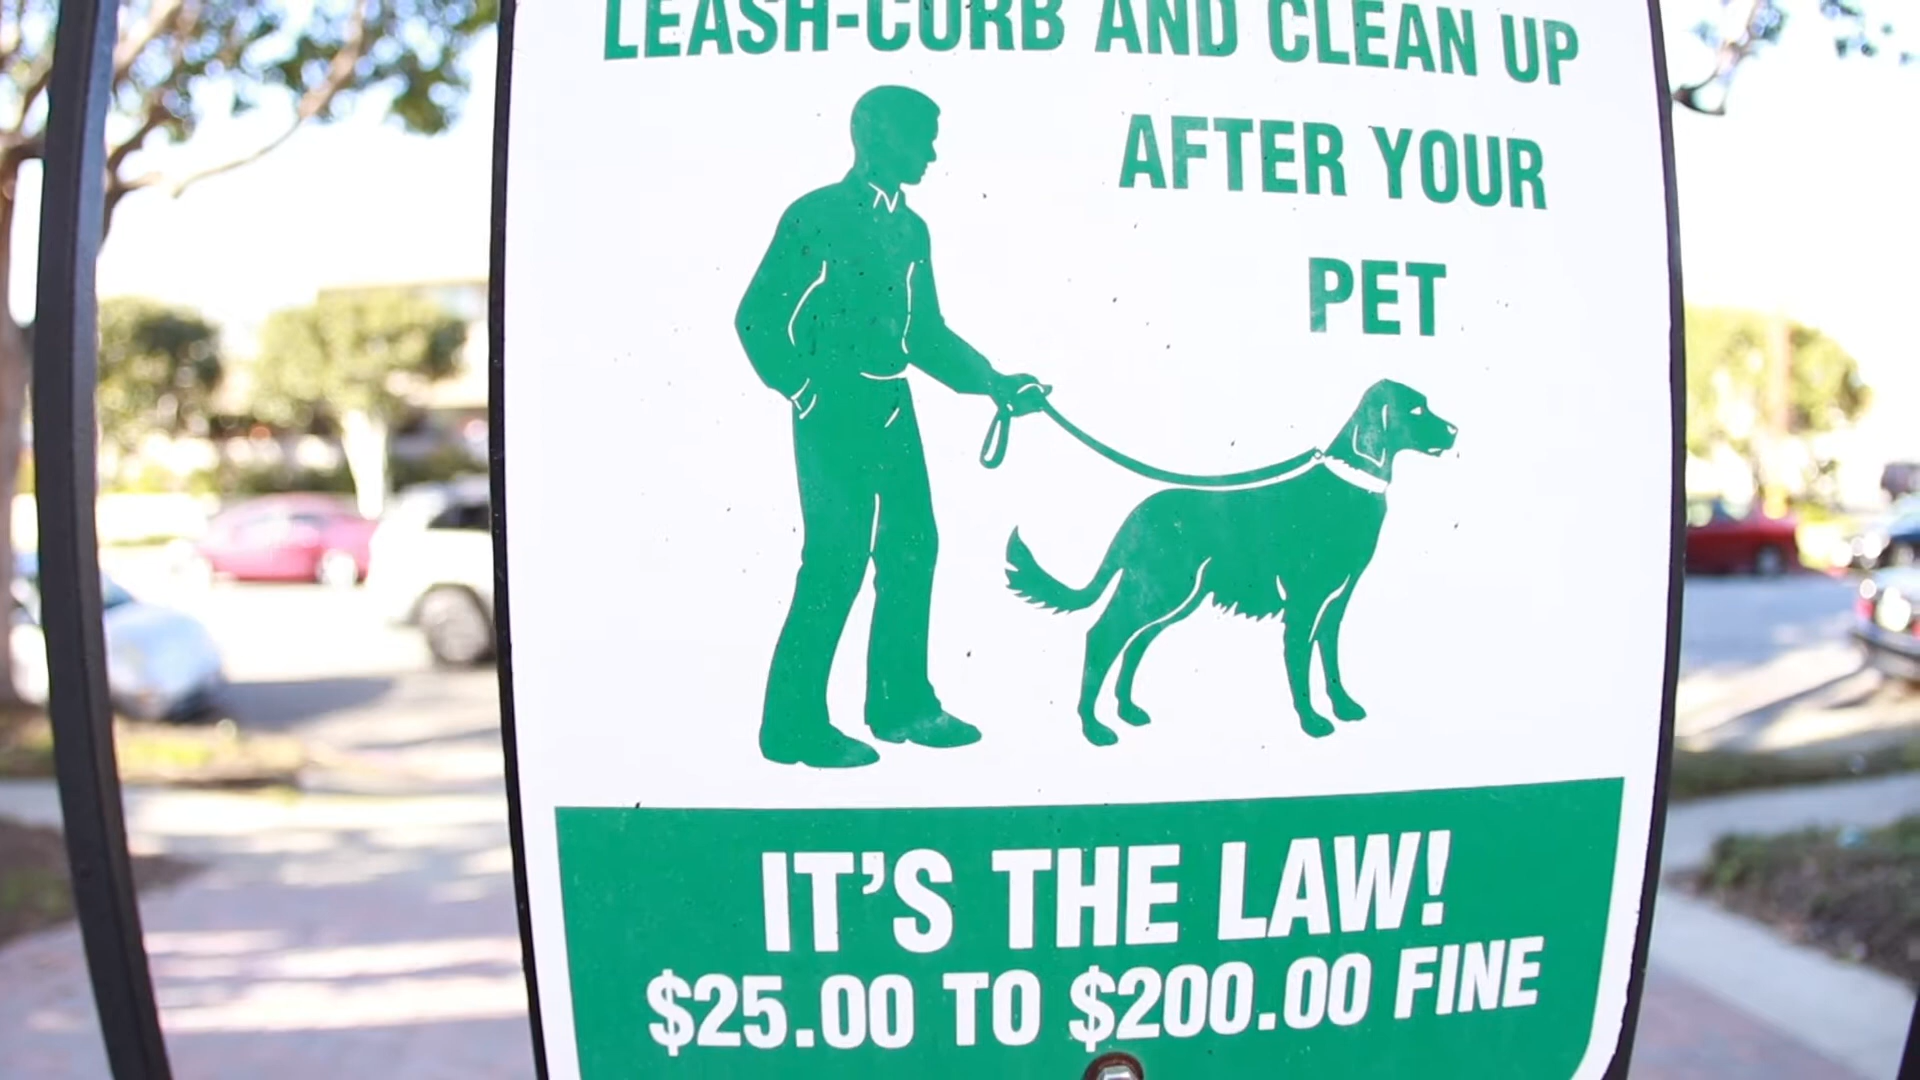 LEASH-CURB AND CLEAN UP
AFTER YOUR
PET
IT'S THE LAW!
$25.00 TO $200.00 FINE